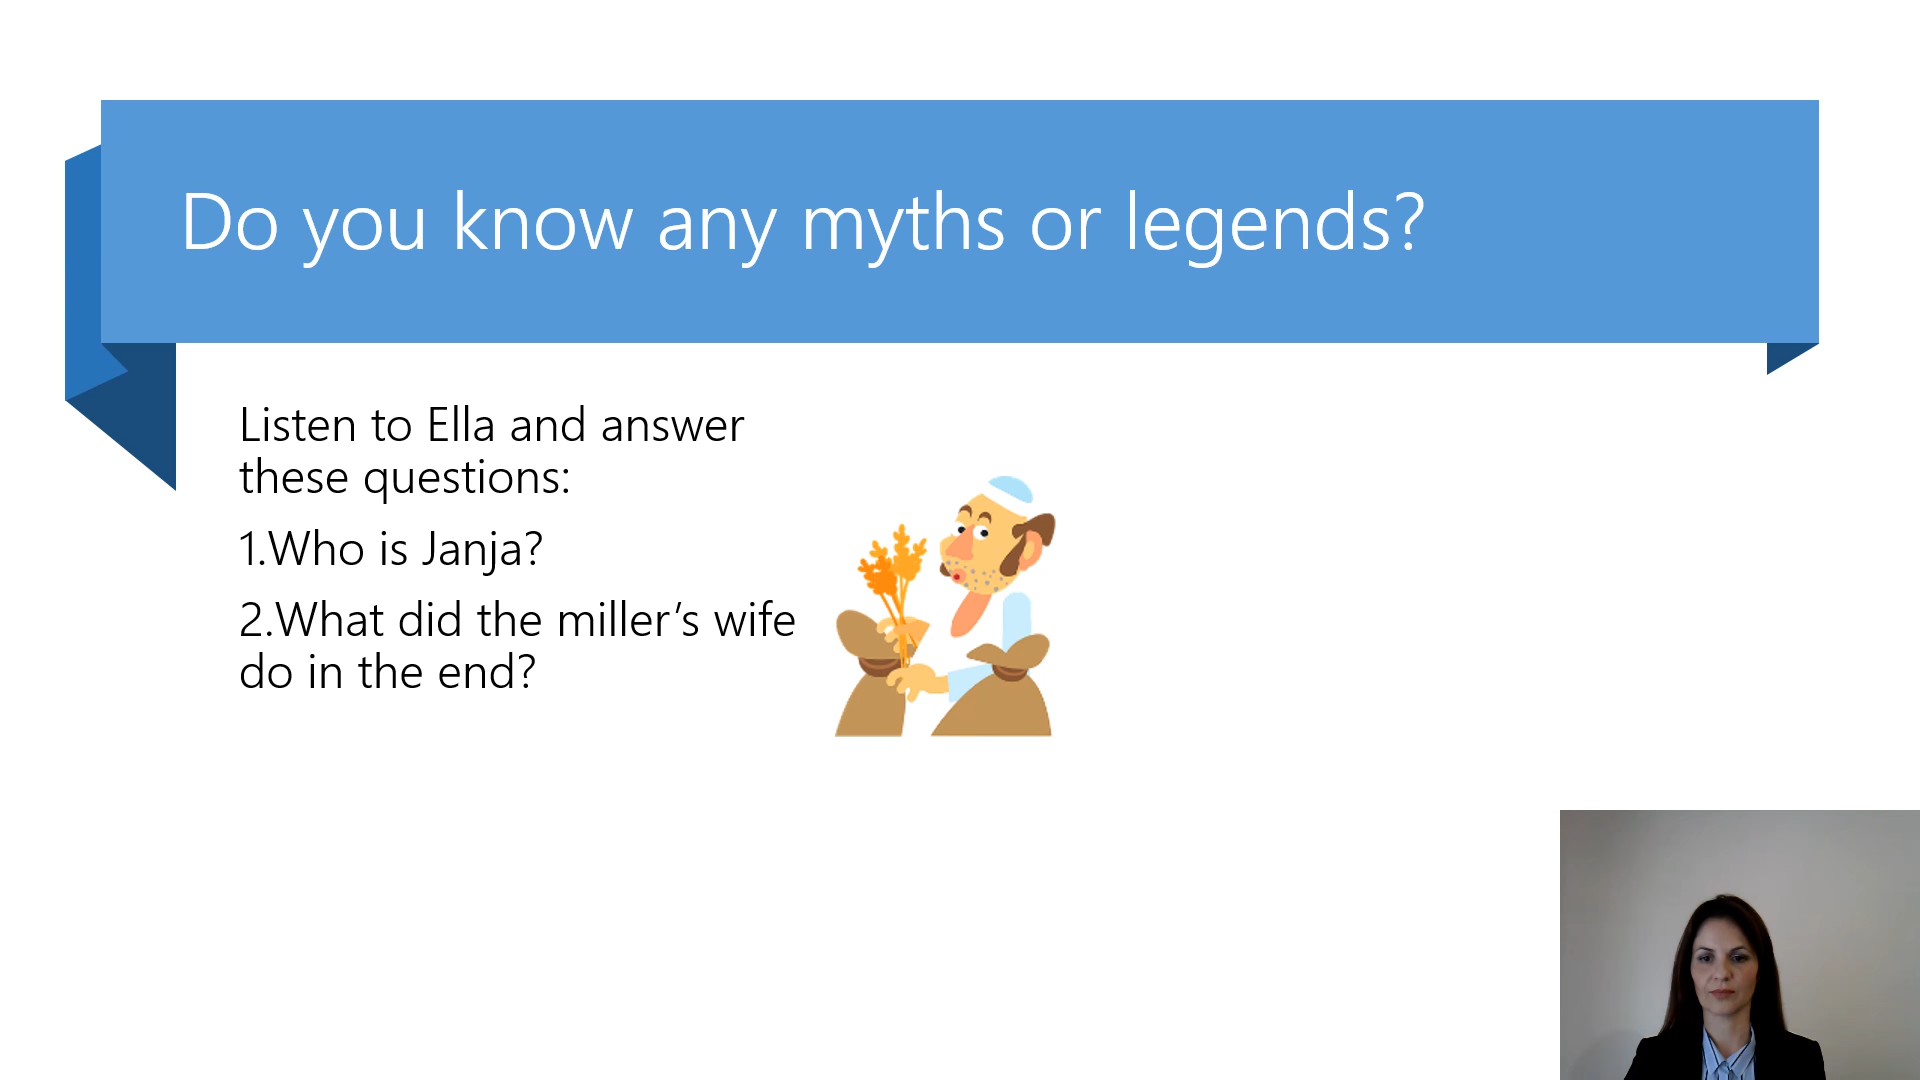 Do you know any myths or legends?
Listen to Ella and answer
these questions:
1.Who is Janja?
2.What did the miller’s wife
do in the end?